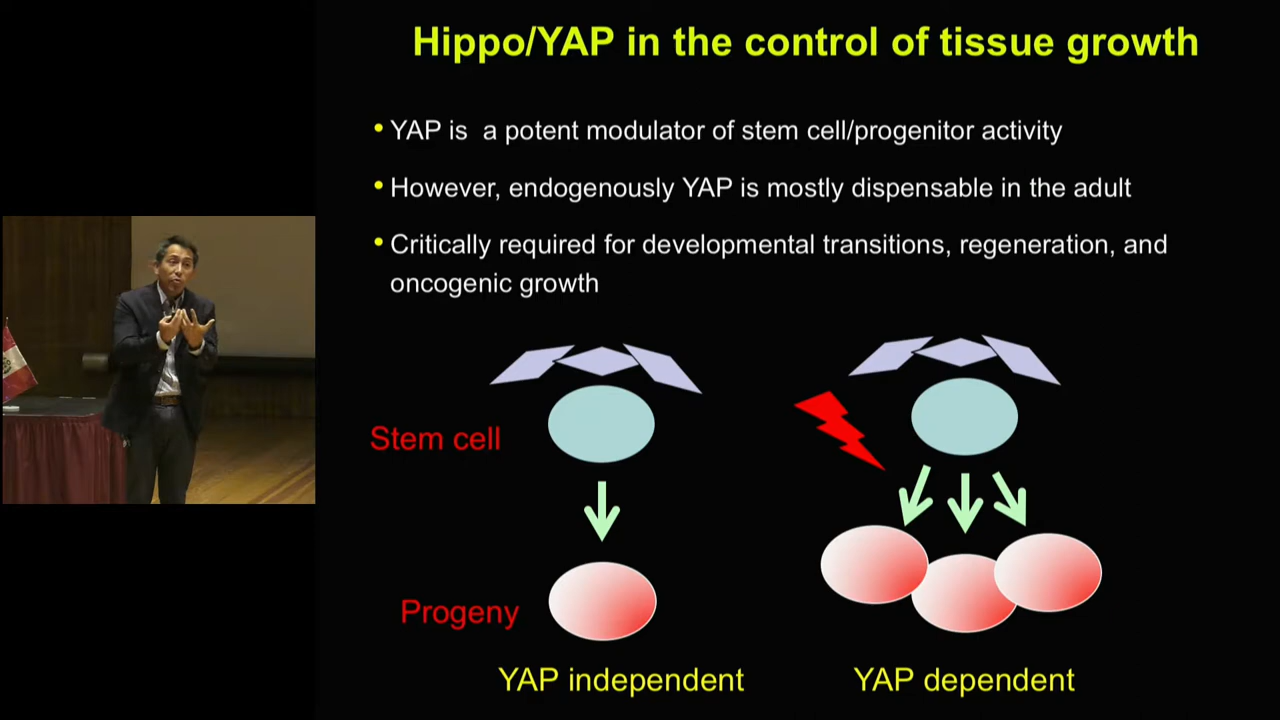 Hippo/YAP in the control of tissue growth
• YAP is  a potent modulator of stem cell/progenitor activity
• However, endogenously YAP is mostly dispensable in the adult
• Critically required for developmental transitions, regeneration, and
oncogenic growth
Stem cell
Progeny
YAP independent
YAP dependent